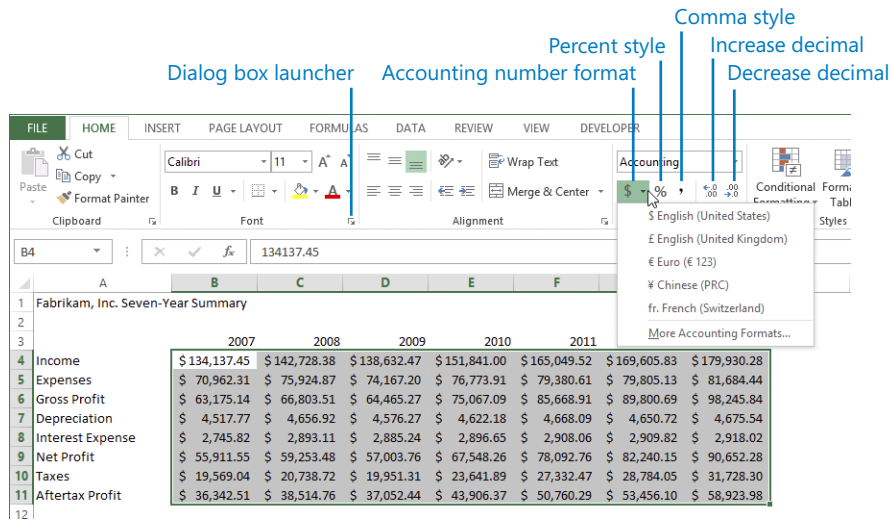 Comma style
Percent style Increase decimal
Dialog box launcher Accounting number format Decrease decimal
FILE HOME INSERT PAGE LAYOUT FORMULAS DATA REVIEW VIEW DEVELOPER
Cut
Copy
Paste
Format Painter
Clipboard
Calibri 11 A A
B I U A
Font
Wrap Text
Merge & Center
Alignment
Accounting
$ % , .0 .00 .00 .0
Conditional
Formatting
Styles
$ English (United States)
£ English (United Kingdom)
€ Euro (€ 123)
¥ Chinese (PRC)
fr. French (Switzerland)
More Accounting Formats...
B4 fx 134137.45
A B C D E F
1 Fabrikam, Inc. Seven-Year Summary
2
3 2007 2008 2009 2010 2011
4 Income $134,137.45 $142,728.38 $138,632.47 $151,841.00 $165,049.52 $169,605.83 $179,930.28
5 Expenses $ 70,962.31 $ 75,924.87 $ 74,167.20 $ 76,773.91 $ 79,380.61 $ 79,805.13 $ 81,684.44
6 Gross Profit $ 63,175.14 $ 66,803.51 $ 64,465.27 $ 75,067.09 $ 85,668.91 $ 89,800.69 $ 98,245.84
7 Depreciation $ 4,517.77 $ 4,656.92 $ 4,576.27 $ 4,622.18 $ 4,668.09 $ 4,650.72 $ 4,675.54
8 Interest Expense $ 2,745.82 $ 2,893.11 $ 2,885.24 $ 2,896.65 $ 2,908.06 $ 2,909.82 $ 2,918.02
9 Net Profit $ 55,911.55 $ 59,253.48 $ 57,003.76 $ 67,548.26 $ 78,092.76 $ 82,240.15 $ 90,652.28
10 Taxes $ 19,569.04 $ 20,738.72 $ 19,951.31 $ 23,641.89 $ 27,332.47 $ 28,784.05 $ 31,728.30
11 Aftertax Profit $ 36,342.51 $ 38,514.76 $ 37,052.44 $ 43,906.37 $ 50,760.29 $ 53,456.10 $ 58,923.98
12